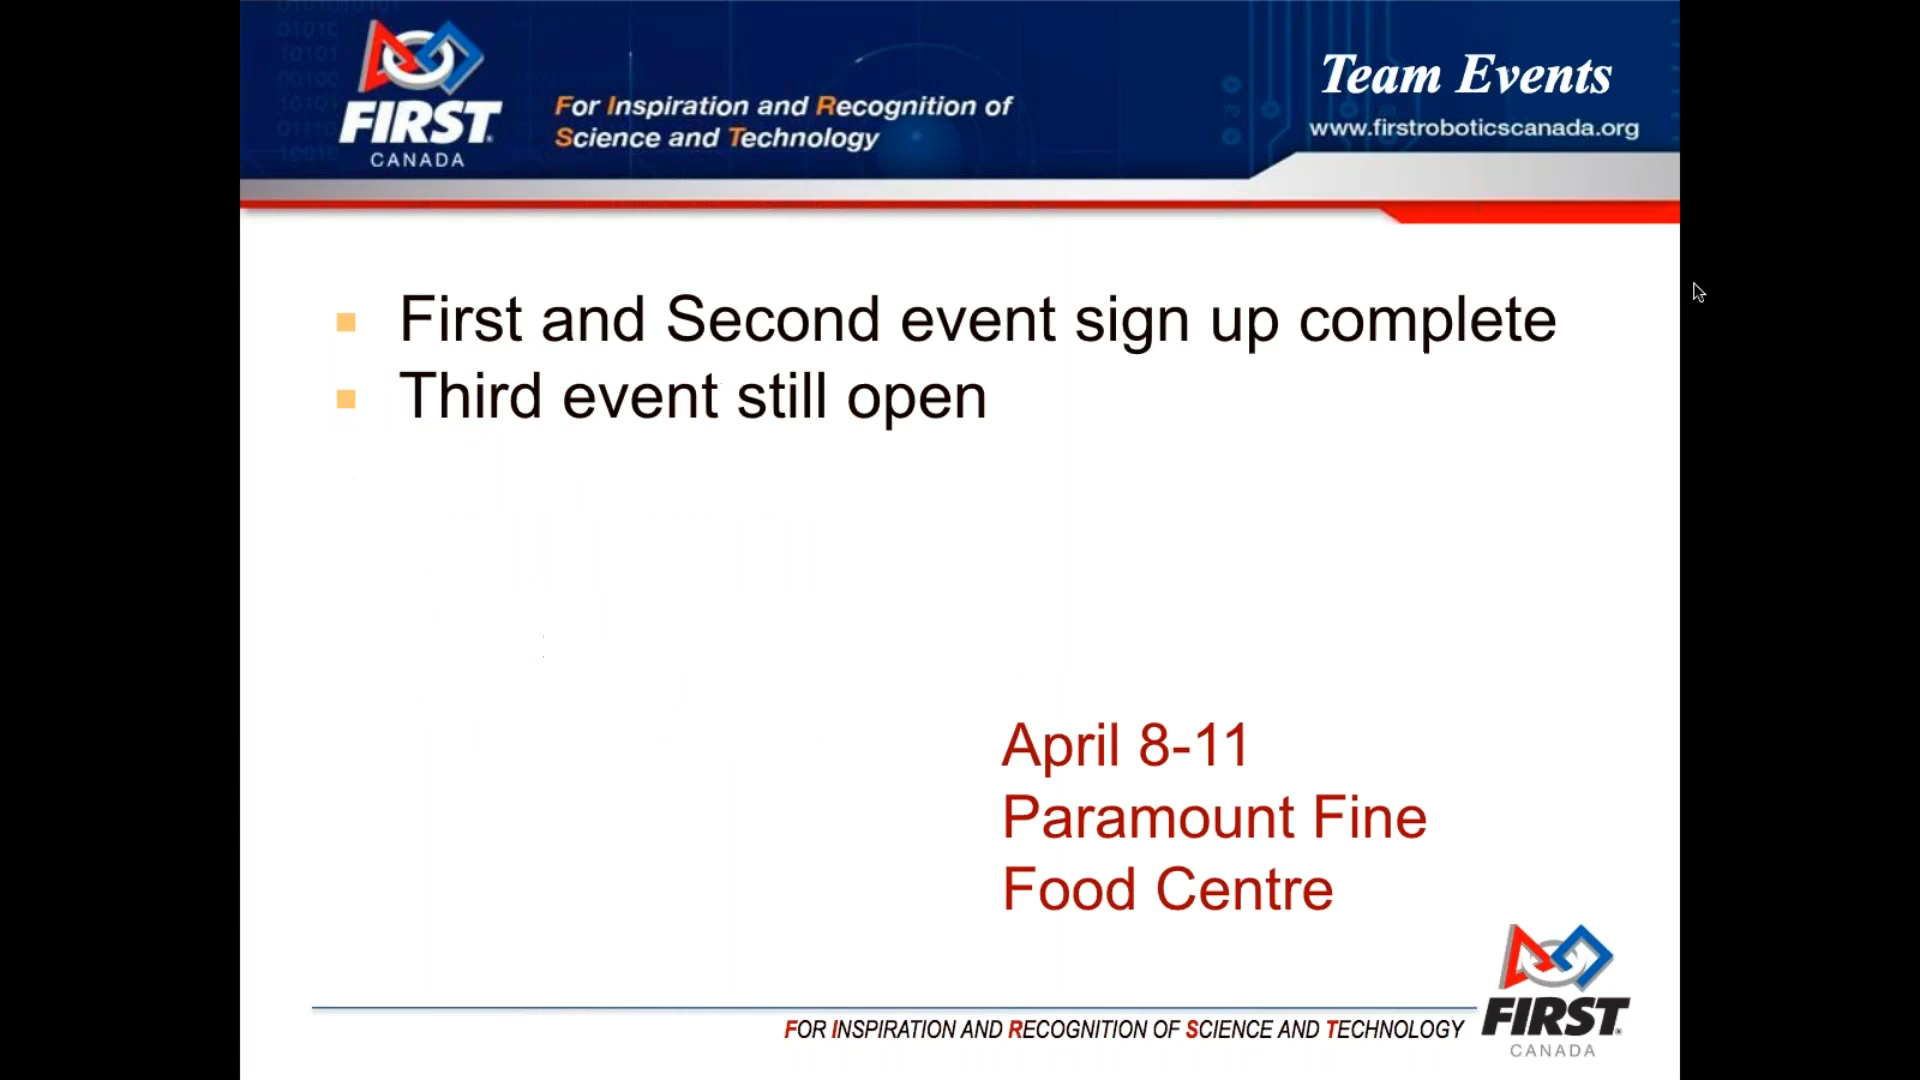 FIRST
CANADA
For Inspiration and Recognition of
Science and Technology
Team Events
www.firstroboticscanada.org
First and Second event sign up complete
Third event still open
April 8-11
Paramount Fine
Food Centre
FOR INSPIRATION AND RECOGNITION OF SCIENCE AND TECHNOLOGY
FIRST
CANADA